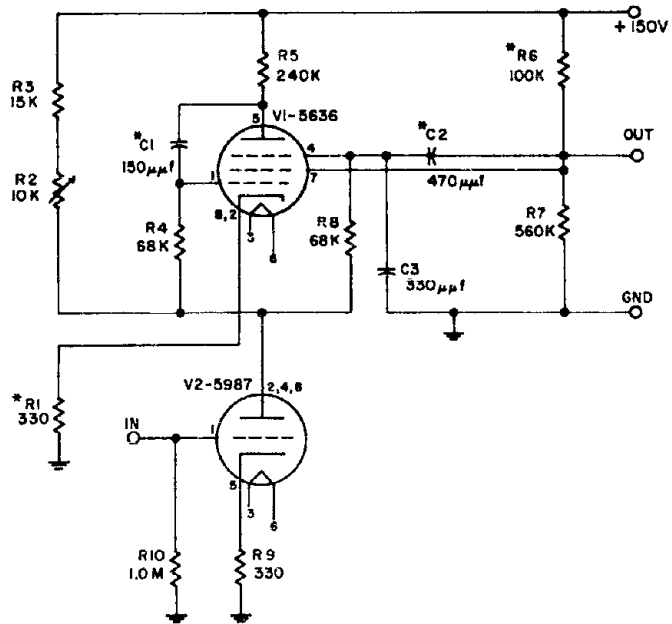 + 150V
R5
240K
*R6
100K
R3
15K
5
V1-5636
*C1
150μμf
4
*C2
OUT
1
7
470μμf
R2
10K
8,2
R4
68K
3
6
R8
68K
R7
560K
C3
330μμf
GND
V2-5987
2,4,8
*R1
330
IN
1
5
3
6
R10
1.0M
R9
330